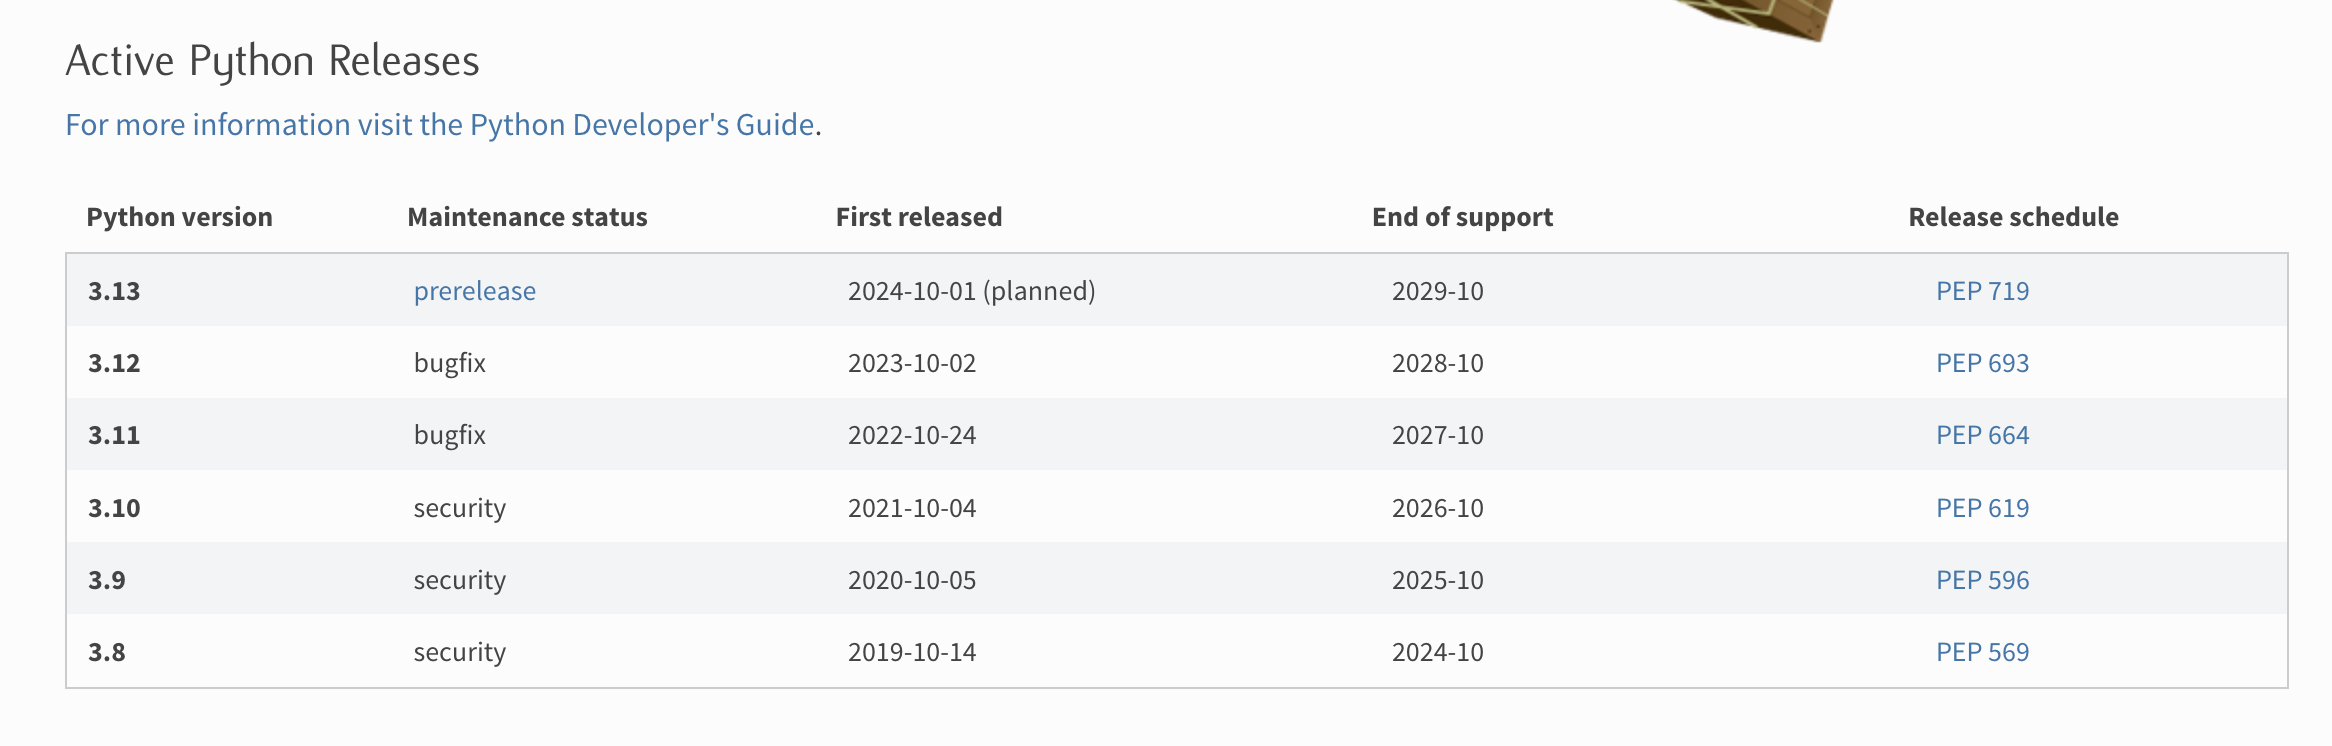 Active Python Releases
For more information visit the Python Developer's Guide.
Python version Maintenance status First released End of support Release schedule
3.13 prerelease 2024-10-01 (planned) 2029-10 PEP 719
3.12 bugfix 2023-10-02 2028-10 PEP 693
3.11 bugfix 2022-10-24 2027-10 PEP 664
3.10 security 2021-10-04 2026-10 PEP 619
3.9 security 2020-10-05 2025-10 PEP 596
3.8 security 2019-10-14 2024-10 PEP 569